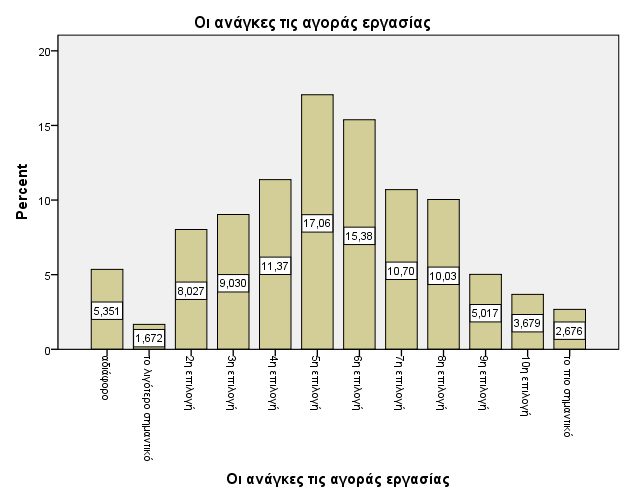 Οι ανάγκες τις αγοράς εργασίας
Percent
20
15
10
5
0
5,351
1,672
8,027
9,030
11,37
17,06
15,38
10,70
10,03
5,017
3,679
2,676
αδιάφορο
το λιγότερο σημαντικό
2η επιλογή
3η επιλογή
4η επιλογή
5η επιλογή
6η επιλογή
7η επιλογή
8η επιλογή
9η επιλογή
10η επιλογή
το πιο σημαντικό
Οι ανάγκες τις αγοράς εργασίας